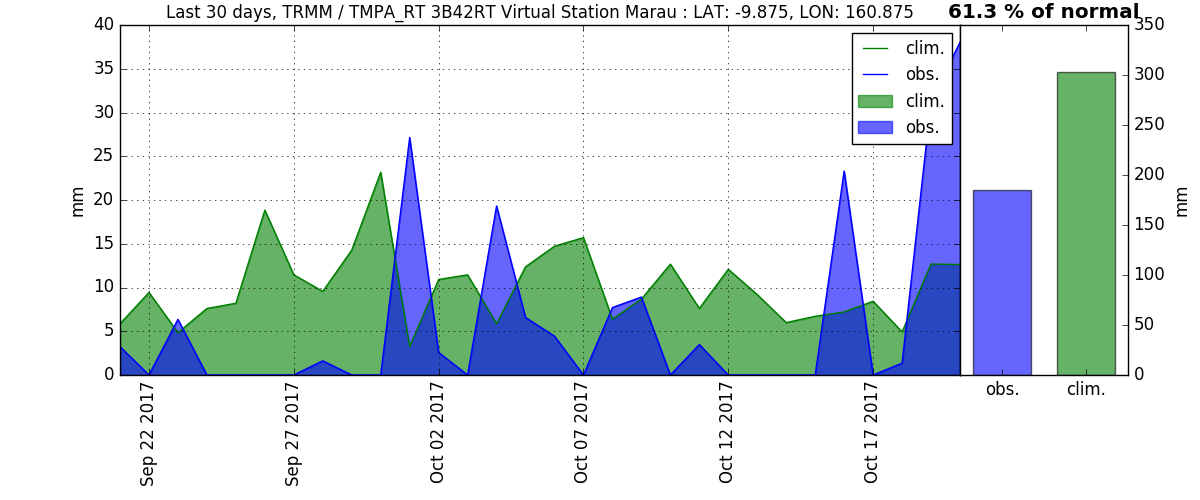 Last 30 days, TRMM / TMPA_RT 3B42RT Virtual Station Marau : LAT: -9.875, LON: 160.875
61.3 % of normal
40
35
30
25
20
15
10
5
0
mm
clim.
obs.
clim.
obs.
Sep 22 2017
Sep 27 2017
Oct 02 2017
Oct 07 2017
Oct 12 2017
Oct 17 2017
350
300
250
200
150
100
50
0
mm
obs.
clim.